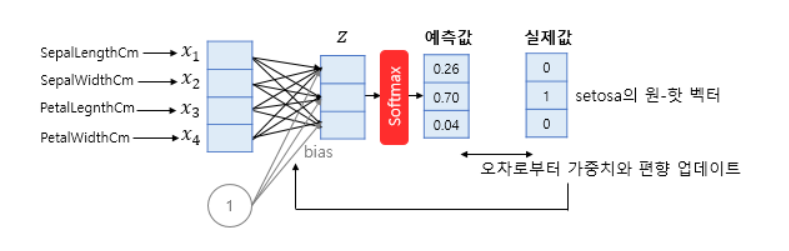 z
예측값
실제값
SepalLengthCm
x1
SepalWidthCm
x2
PetalLegnthCm
x3
PetalWidthCm
x4
Softmax
0.26
0.70
0.04
0
1
0
setosa의 원-핫 벡터
bias
1
오차로부터 가중치와 편향 업데이트